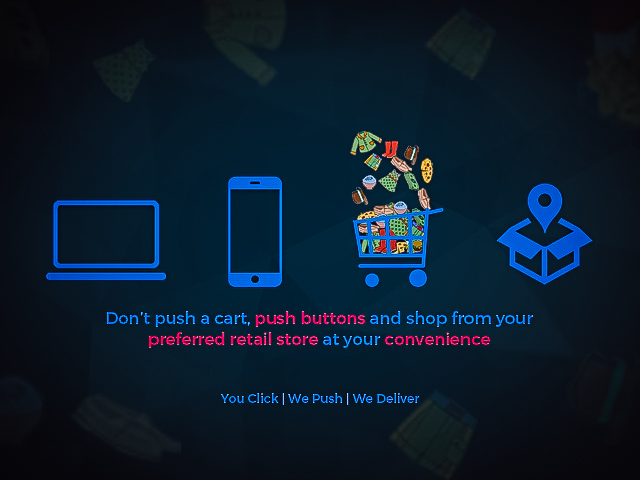 Don't push a cart, push buttons and shop from your
preferred retail store at your convenience
You Click | We Push | We Deliver